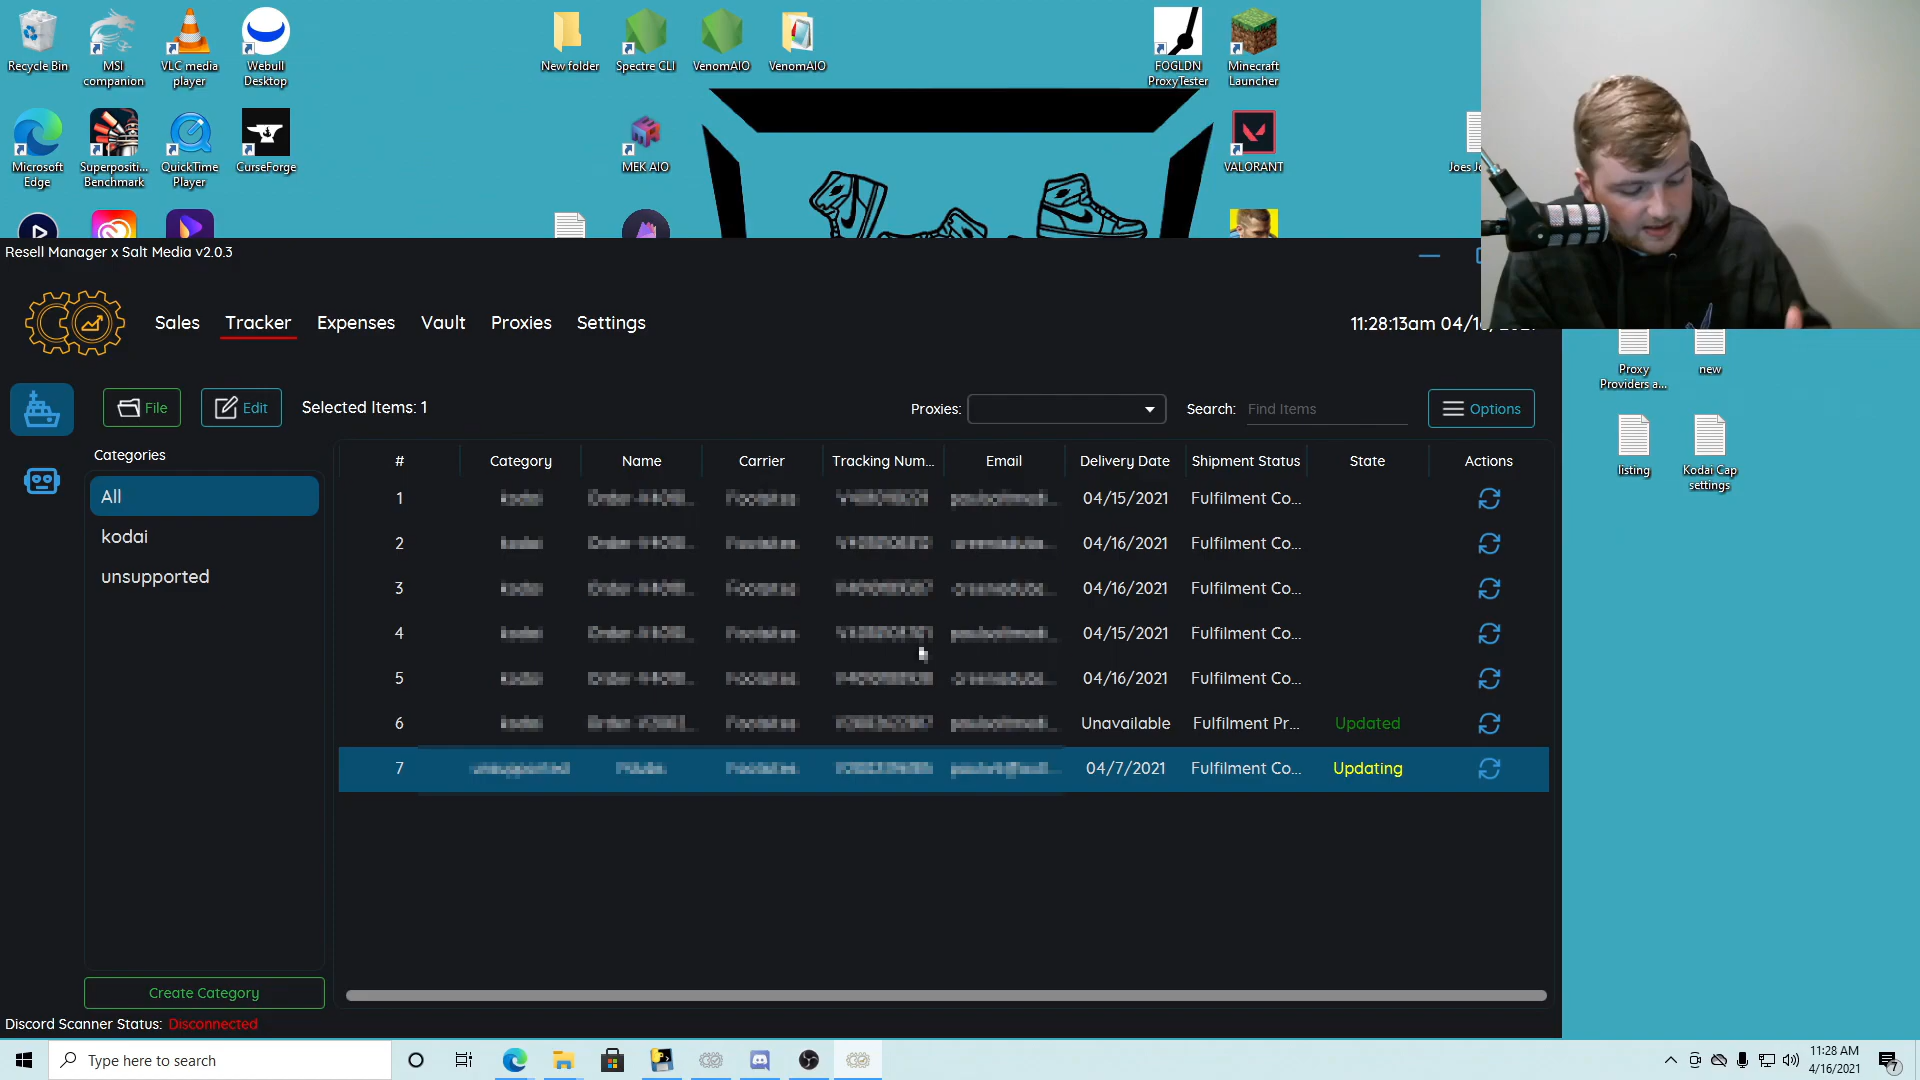 Recycle Bin
MSI companion
VLC media player
Webull Desktop
New folder
Spectre CLI
VenomAIO
VenomAIO
FOGLDN ProxyTester
Minecraft Launcher
Microsoft Edge
Superpositi... Benchmark
QuickTime Player
CurseForge
MEK AIO
VALORANT
Resell Manager x Salt Media v2.0.3
Sales Tracker Expenses Vault Proxies Settings
11:28:13am
Proxy Providers a...
new
listing
Kodai Cap settings
File Edit Selected Items: 1 Proxies: Search: Find Items Options
Categories
All
kodai
unsupported
Create Category
# Category Name Carrier Tracking Num... Email Delivery Date Shipment Status State Actions
1 04/15/2021 Fulfilment Co...
2 04/16/2021 Fulfilment Co...
3 04/16/2021 Fulfilment Co...
4 04/15/2021 Fulfilment Co...
5 04/16/2021 Fulfilment Co...
6 Unavailable Fulfilment Pr... Updated
7 04/7/2021 Fulfilment Co... Updating
Discord Scanner Status: Disconnected
Type here to search
11:28 AM
4/16/2021
7